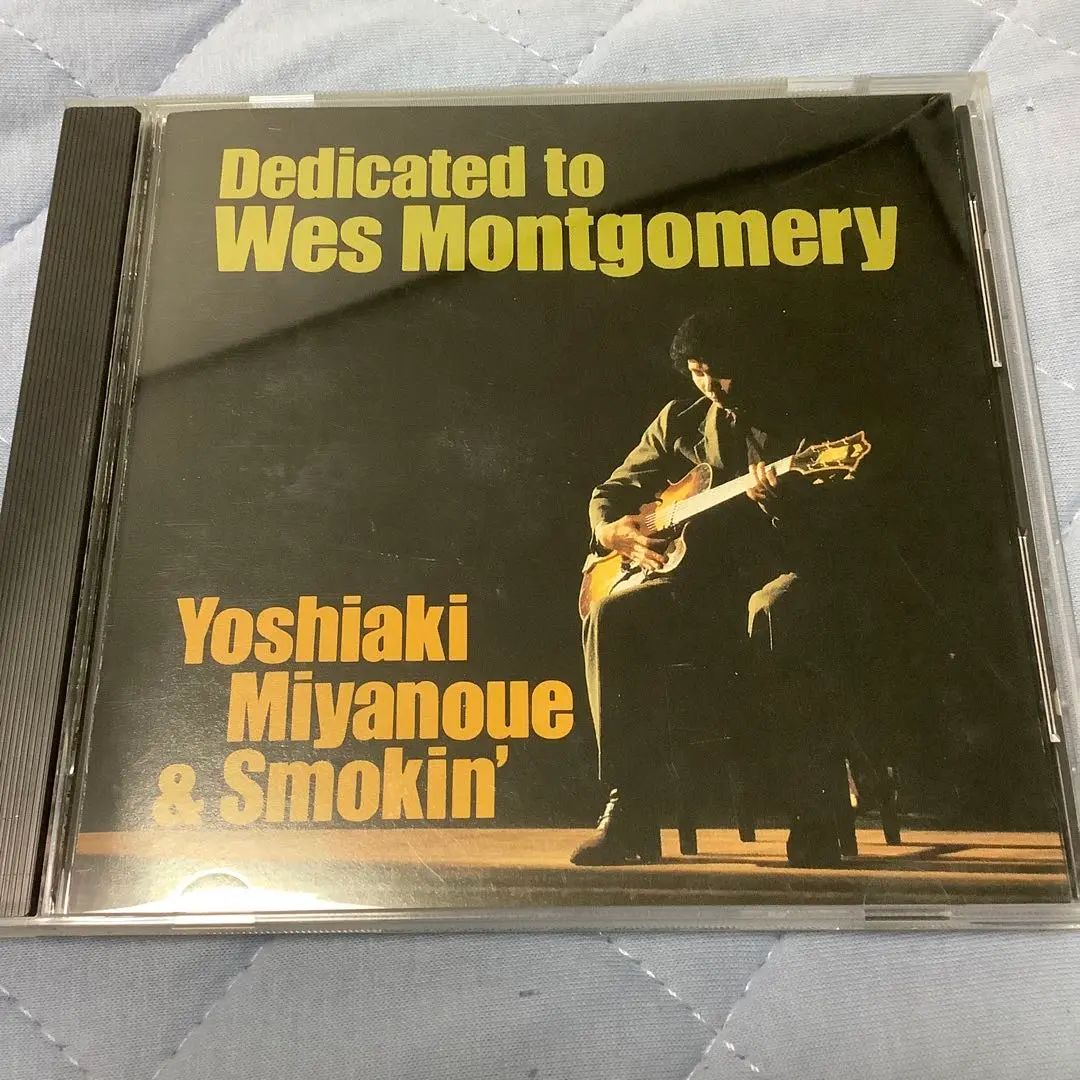 Dedicated to
Wes Montgomery
Yoshiaki
Miyanoue
& Smokin'